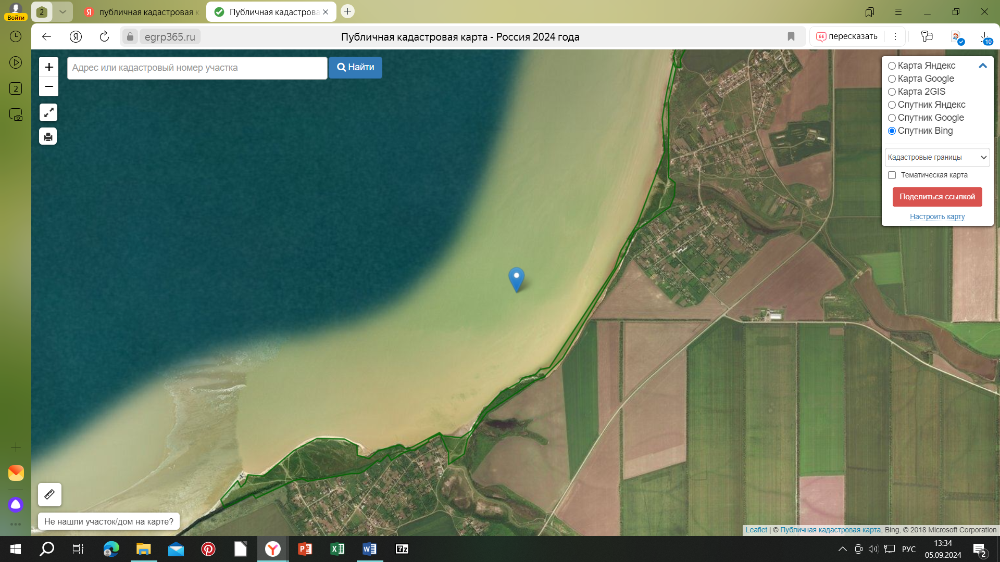 Войти
2
публичная кадастровая к
Публичная кадастрова
egrp365.ru
Публичная кадастровая карта - Россия 2024 года
пересказать
10
2
+
−
Адрес или кадастровый номер участка
Найти
Карта Яндекс
Карта Google
Карта 2GIS
Спутник Яндекс
Спутник Google
Спутник Bing
Кадастровые границы
Тематическая карта
Поделиться ссылкой
Настроить карту
Не нашли участок/дом на карте?
Leaflet | © Публичная кадастровая карта, Bing, © 2018 Microsoft Corporation
РУС
13:34
05.09.2024
2